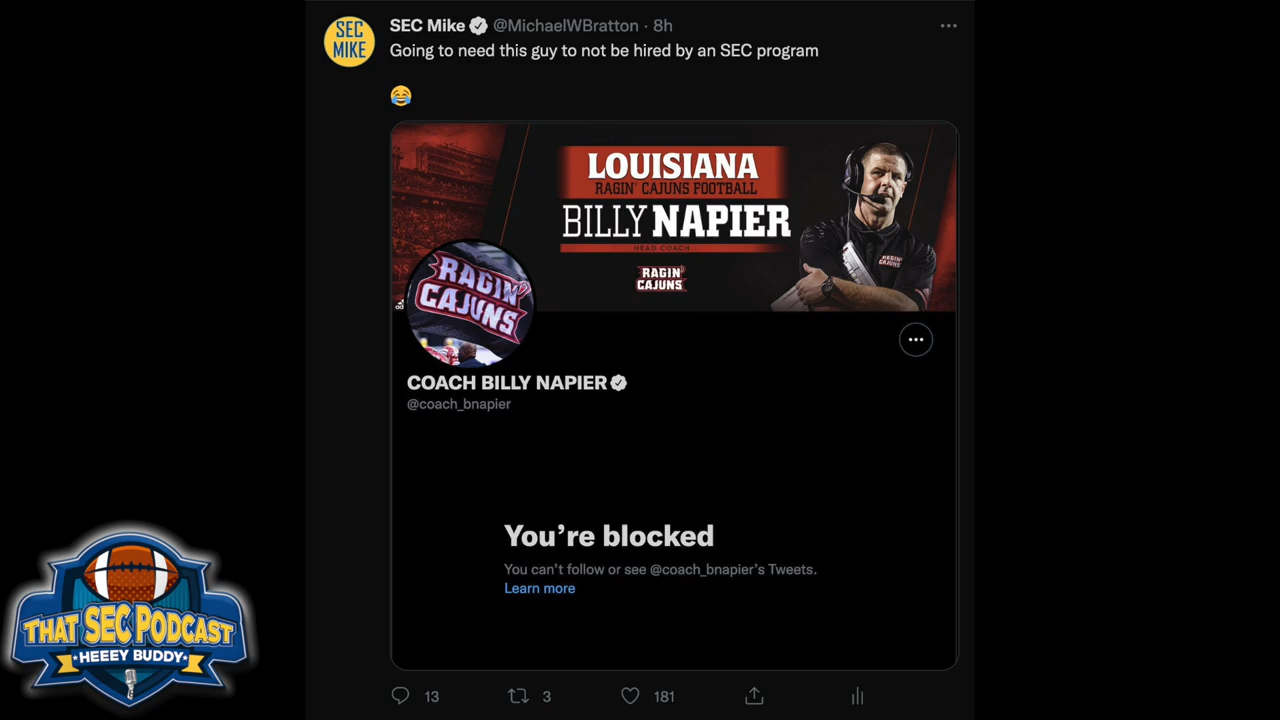 SEC
MIKE
SEC Mike @MichaelWBratton · 8h
Going to need this guy to not be hired by an SEC program
😂
LOUISIANA
RAGIN' CAJUNS FOOTBALL
BILLY NAPIER
HEAD COACH
RAGIN'
CAJUNS
RAGIN'
CAJUNS
RAGIN'
CAJUNS
COACH BILLY NAPIER
@coach_bnapier
You're blocked
You can't follow or see @coach_bnapier's Tweets.
Learn more
13 3 181
THAT SEC PODCAST
HEEEY BUDDY